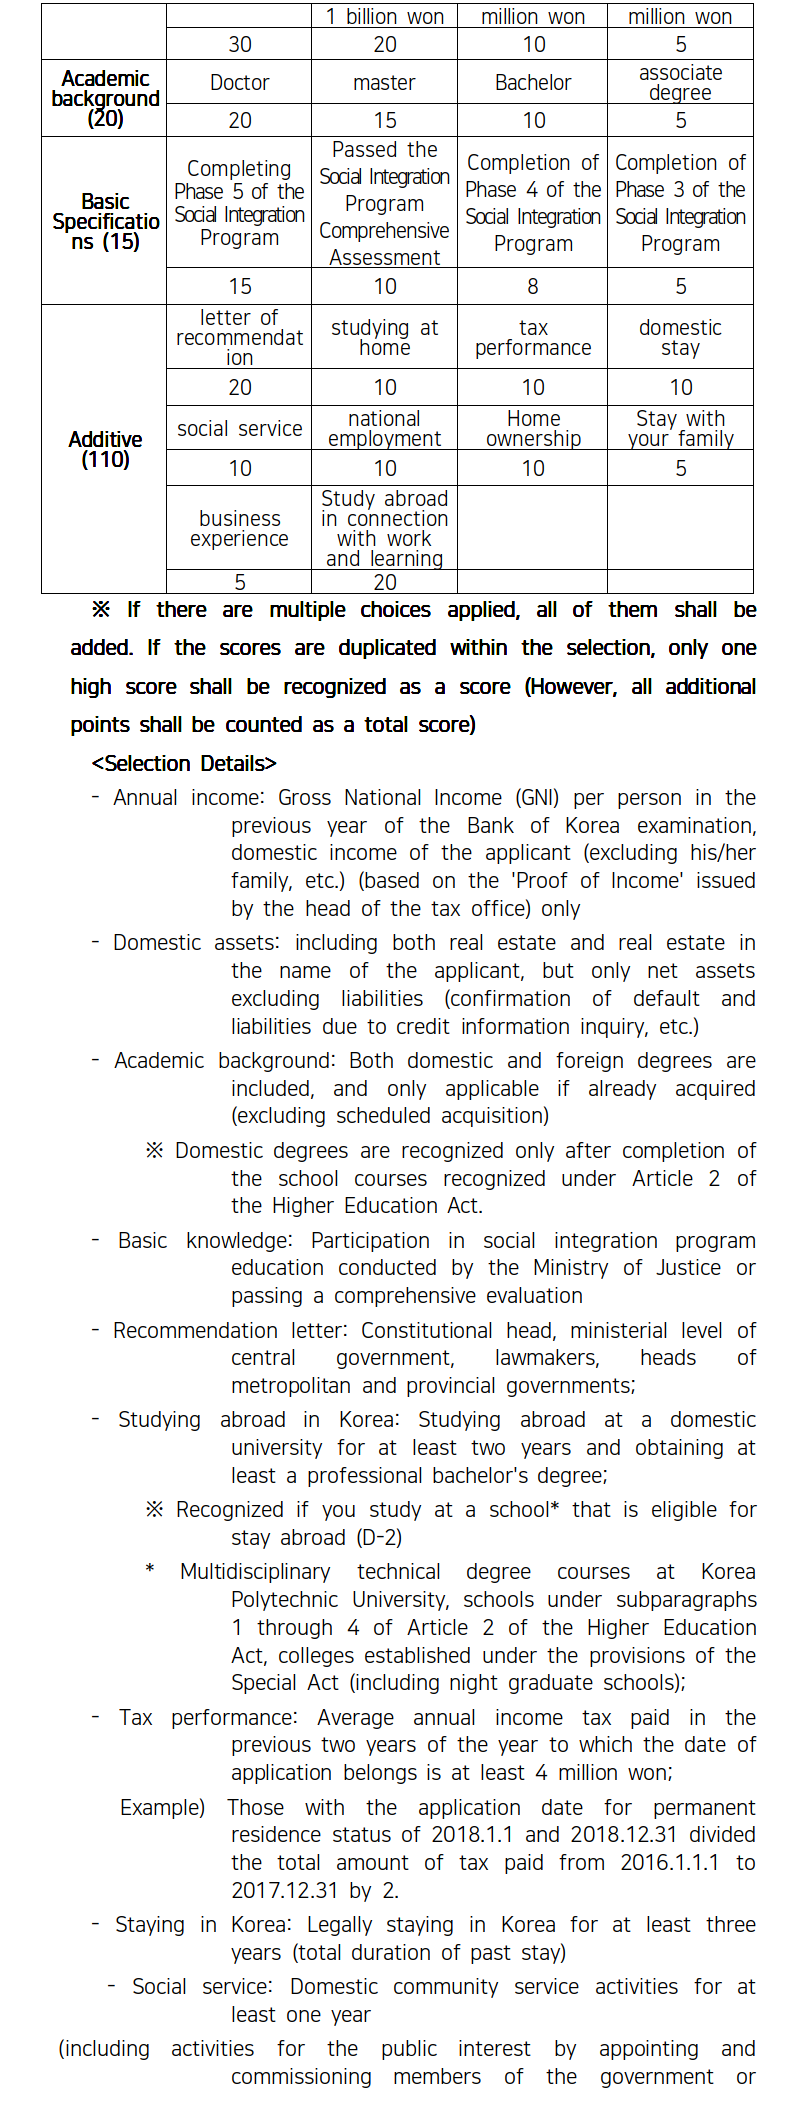 1 billion won million won million won
30 20 10 5
Academic background (20) Doctor master Bachelor associate degree
20 15 10 5
Basic Specificatio ns (15) Completing Phase 5 of the Social Integration Program Passed the Social Integration Program Comprehensive Assessment Completion of Phase 4 of the Social Integration Program Completion of Phase 3 of the Social Integration Program
15 10 8 5
Additive (110) letter of recommendat ion studying at home tax performance domestic stay
20 10 10 10
social service national employment Home ownership Stay with your family
10 10 10 5
business experience Study abroad in connection with work and learning
5 20
※ If there are multiple choices applied, all of them shall be
added. If the scores are duplicated within the selection, only one
high score shall be recognized as a score (However, all additional
points shall be counted as a total score)
<Selection Details>
- Annual income: Gross National Income (GNI) per person in the
previous year of the Bank of Korea examination,
domestic income of the applicant (excluding his/her
family, etc.) (based on the 'Proof of Income' issued
by the head of the tax office) only
- Domestic assets: including both real estate and real estate in
the name of the applicant, but only net assets
excluding liabilities (confirmation of default and
liabilities due to credit information inquiry, etc.)
- Academic background: Both domestic and foreign degrees are
included, and only applicable if already acquired
(excluding scheduled acquisition)
※ Domestic degrees are recognized only after completion of
the school courses recognized under Article 2 of
the Higher Education Act.
- Basic knowledge: Participation in social integration program
education conducted by the Ministry of Justice or
passing a comprehensive evaluation
- Recommendation letter: Constitutional head, ministerial level of
central government, lawmakers, heads of
metropolitan and provincial governments;
- Studying abroad in Korea: Studying abroad at a domestic
university for at least two years and obtaining at
least a professional bachelor's degree;
※ Recognized if you study at a school* that is eligible for
stay abroad (D-2)
* Multidisciplinary technical degree courses at Korea
Polytechnic University, schools under subparagraphs
1 through 4 of Article 2 of the Higher Education
Act, colleges established under the provisions of the
Special Act (including night graduate schools);
- Tax performance: Average annual income tax paid in the
previous two years of the year to which the date of
application belongs is at least 4 million won;
Example) Those with the application date for permanent
residence status of 2018.1.1 and 2018.12.31 divided
the total amount of tax paid from 2016.1.1.1 to
2017.12.31 by 2.
- Staying in Korea: Legally staying in Korea for at least three
years (total duration of past stay)
- Social service: Domestic community service activities for at
least one year
(including activities for the public interest by appointing and
commissioning members of the government or